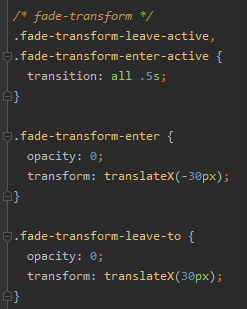 /* fade-transform */
.fade-transform-leave-active,
.fade-transform-enter-active {
  transition: all .5s;
}

.fade-transform-enter {
  opacity: 0;
  transform: translateX(-30px);
}

.fade-transform-leave-to {
  opacity: 0;
  transform: translateX(30px);
}